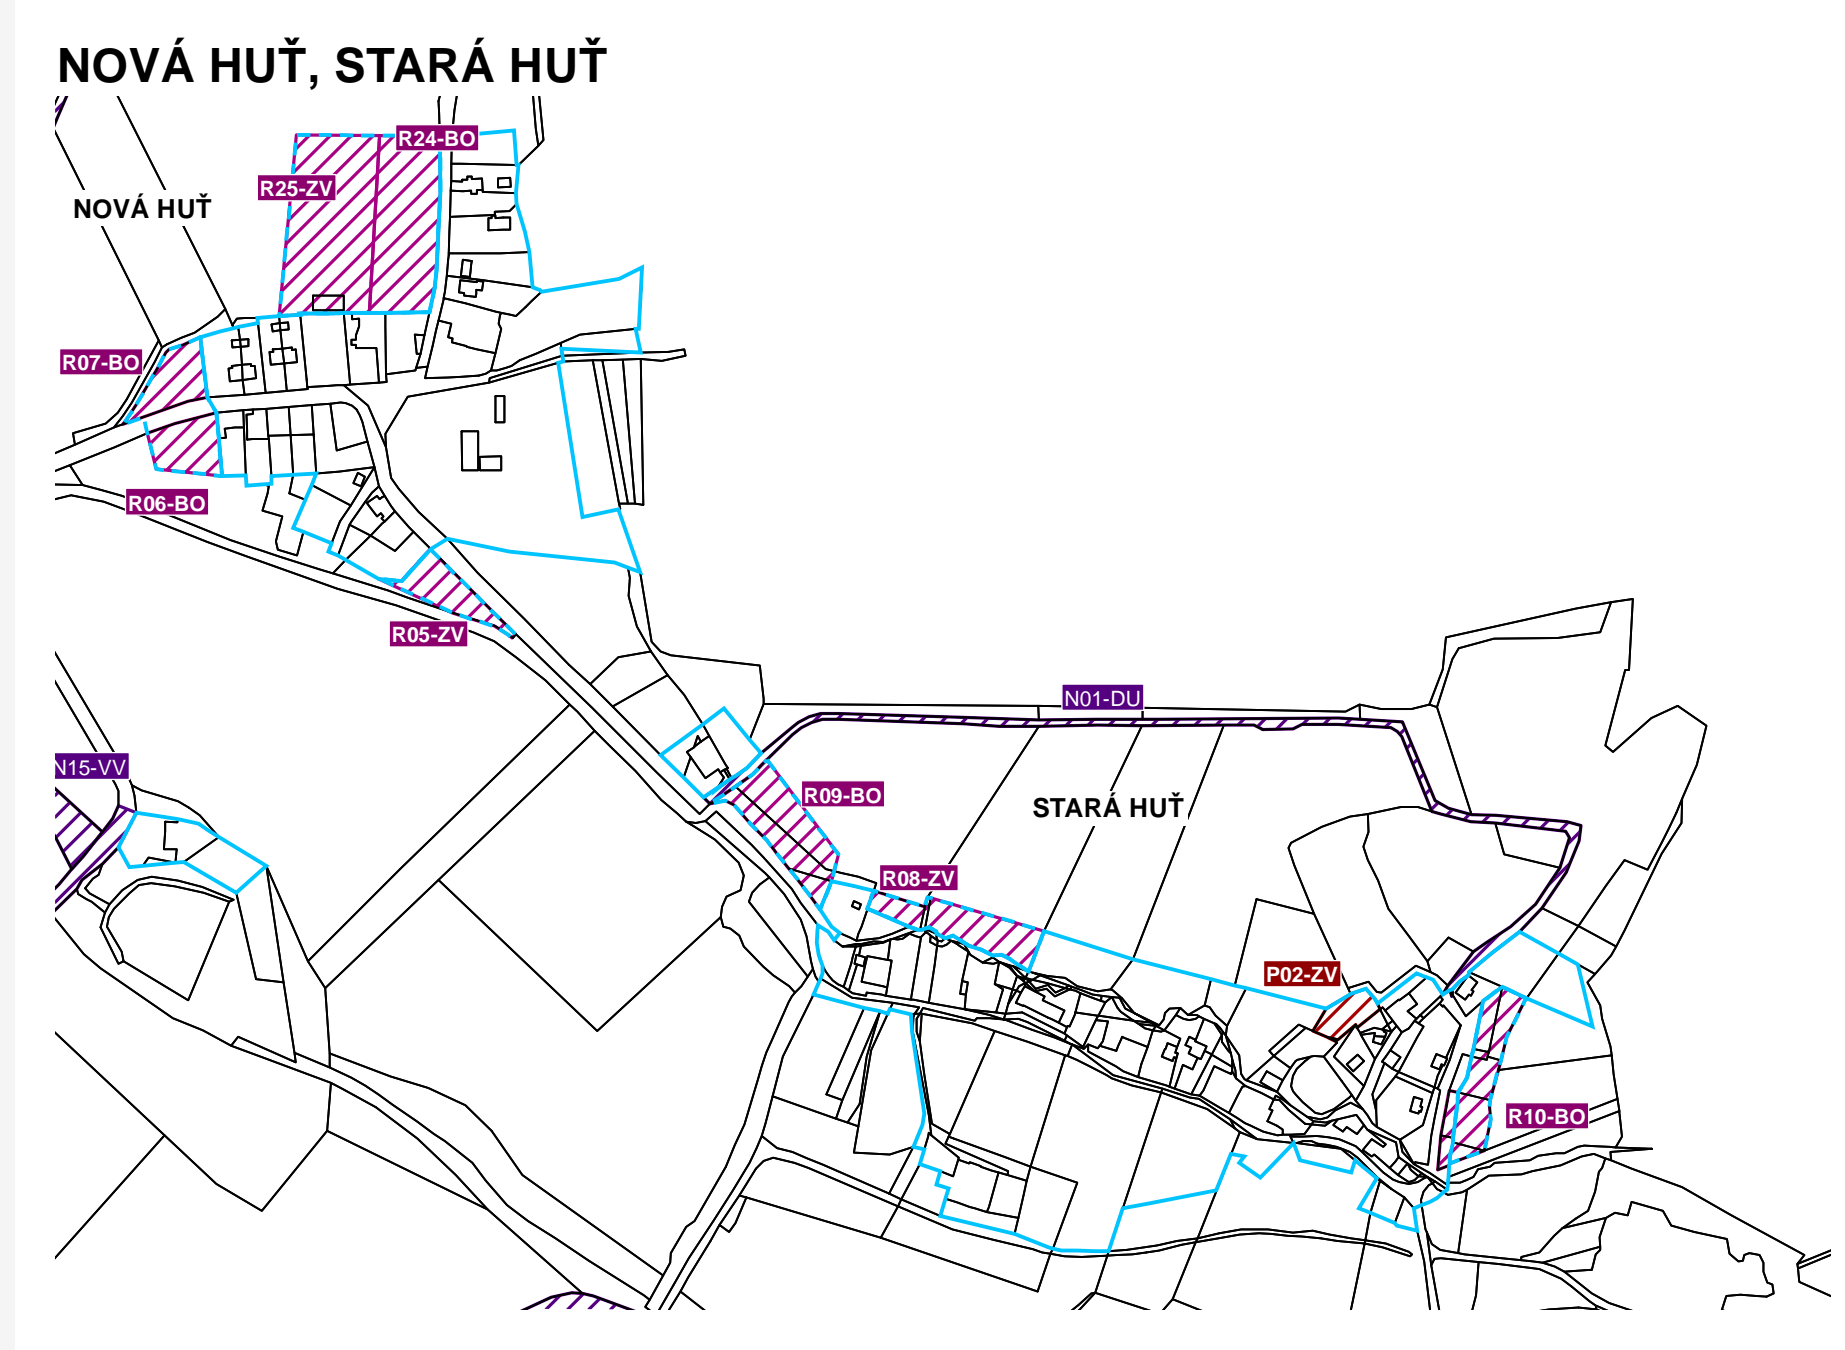 NOVÁ HUŤ, STARÁ HUŤ
R24-BO
R25-ZV
NOVÁ HUŤ
R07-BO
R06-BO
R05-ZV
N01-DU
N15-VV
R09-BO
STARÁ HUŤ
R08-ZV
P02-ZV
R10-BO